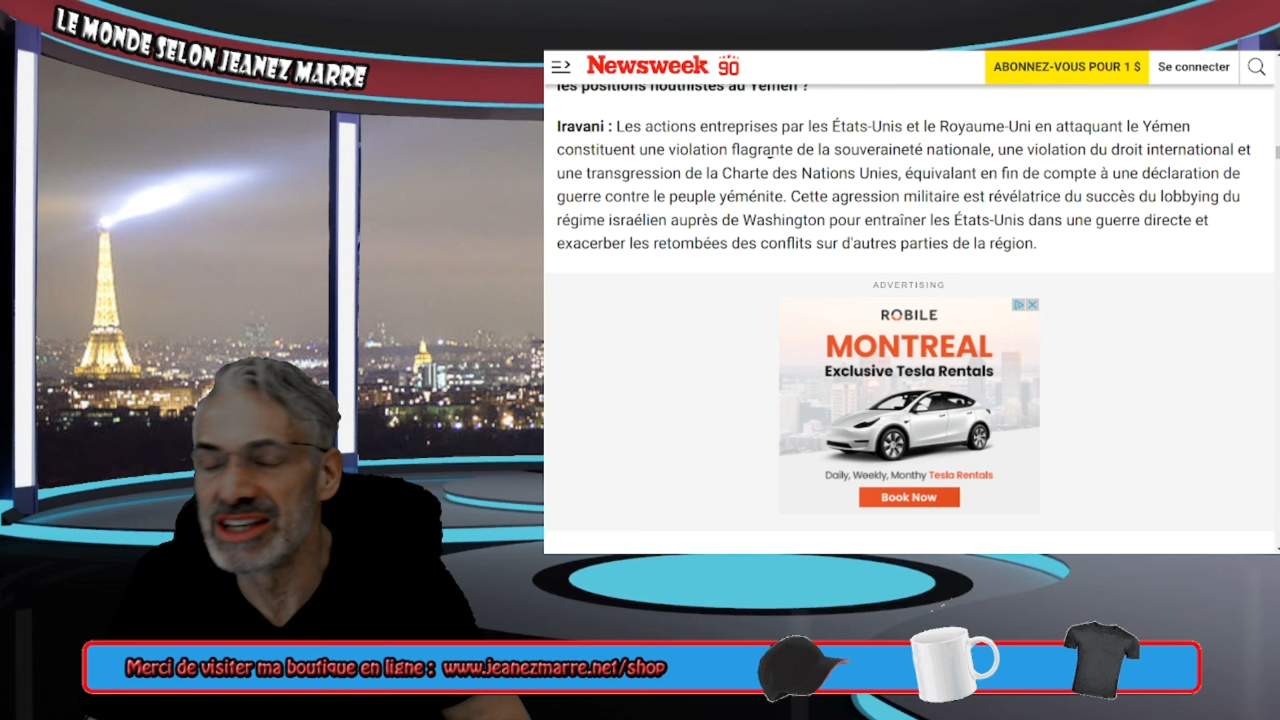 LE MONDE SELON JEANEZ MARRE
Newsweek 90
ABONNEZ-VOUS POUR 1 $
Se connecter
les positions houthistes au Yémen ?
Iravani : Les actions entreprises par les États-Unis et le Royaume-Uni en attaquant le Yémen
constituent une violation flagrante de la souveraineté nationale, une violation du droit international et
une transgression de la Charte des Nations Unies, équivalant en fin de compte à une déclaration de
guerre contre le peuple yéménite. Cette agression militaire est révélatrice du succès du lobbying du
régime israélien auprès de Washington pour entraîner les États-Unis dans une guerre directe et
exacerber les retombées des conflits sur d'autres parties de la région.
ADVERTISING
ROBILE
MONTREAL
Exclusive Tesla Rentals
Daily, Weekly, Monthy Tesla Rentals
Book Now
Merci de visiter ma boutique en ligne : www.jeanezmarre.net/shop